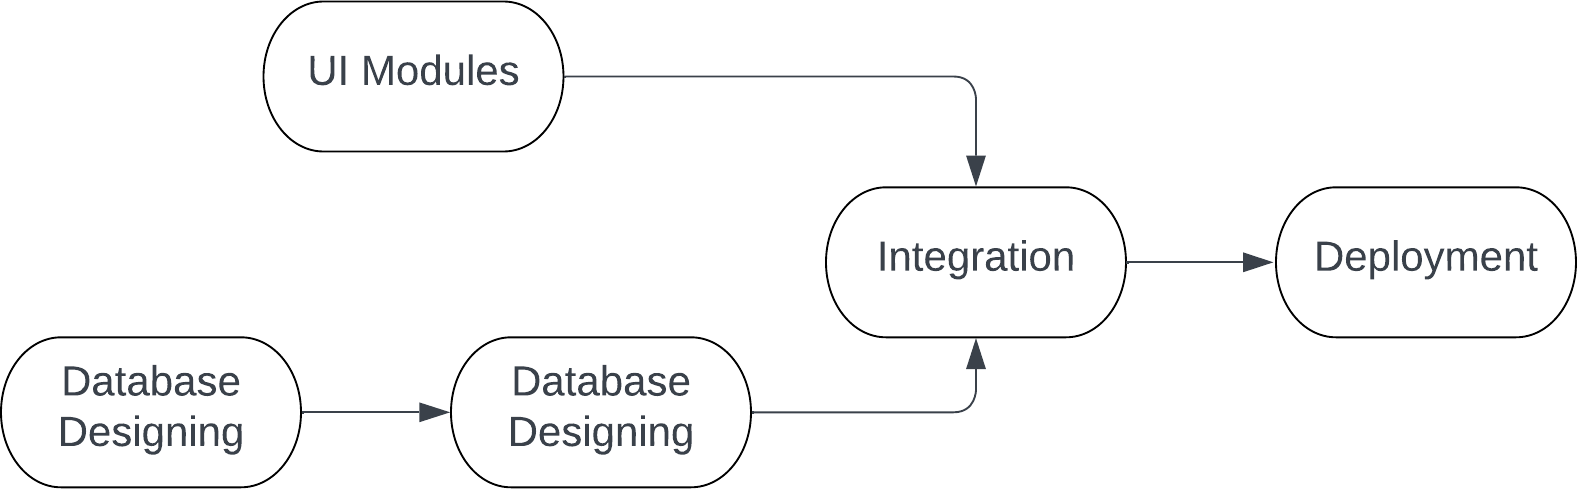 UI Modules
Integration
Deployment
Database
Designing
Database
Designing